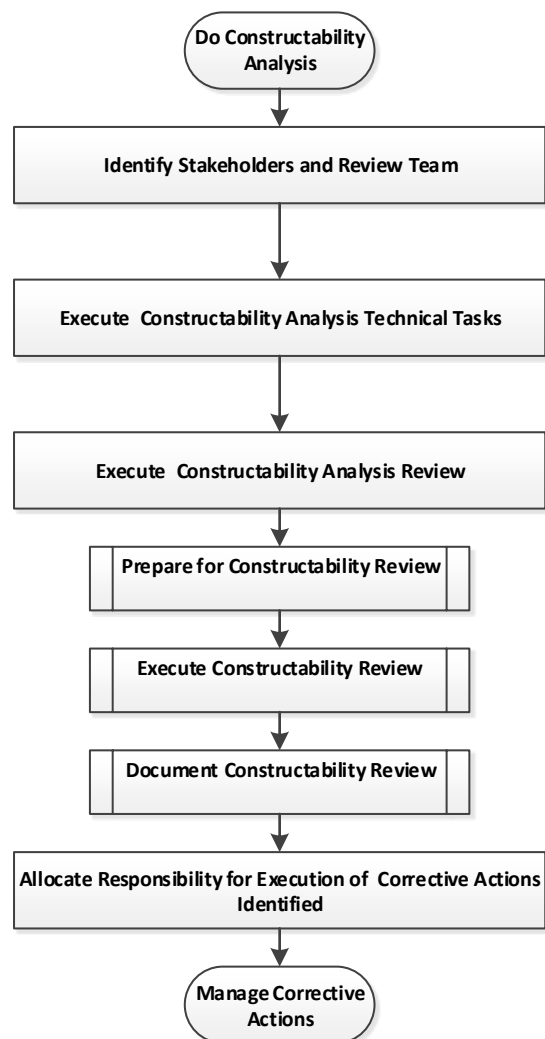 Do Constructability
Analysis
Identify Stakeholders and Review Team
Execute Constructability Analysis Technical Tasks
Execute Constructability Analysis Review
Prepare for Constructability Review
Execute Constructability Review
Document Constructability Review
Allocate Responsibility for Execution of Corrective Actions
Identified
Manage Corrective
Actions